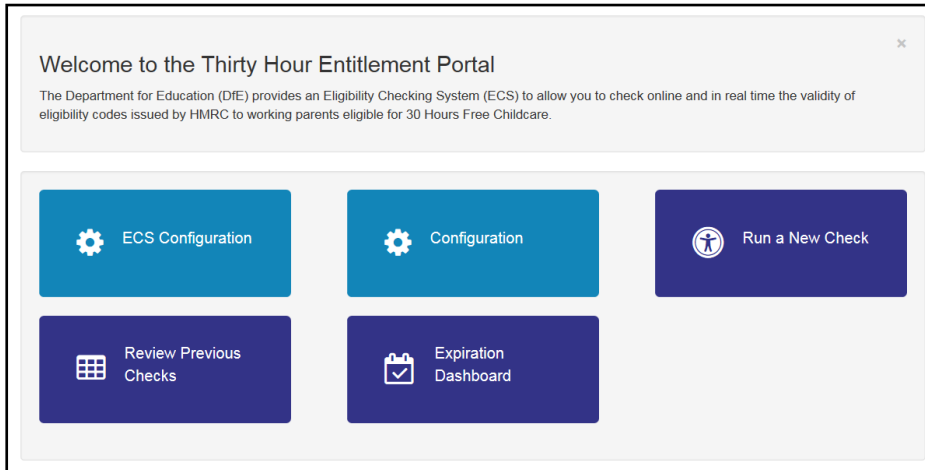 Welcome to the Thirty Hour Entitlement Portal
The Department for Education (DfE) provides an Eligibility Checking System (ECS) to allow you to check online and in real time the validity of
eligibility codes issued by HMRC to working parents eligible for 30 Hours Free Childcare.
ECS Configuration
Configuration
Run a New Check
Review Previous
Checks
Expiration
Dashboard